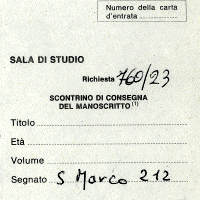 Numero della carta
d'entrata
SALA DI STUDIO
Richiesta 760/23
SCONTRINO DI CONSEGNA
DEL MANOSCRITTO (1)
Titolo
Età
Volume
Segnato S Marco 212